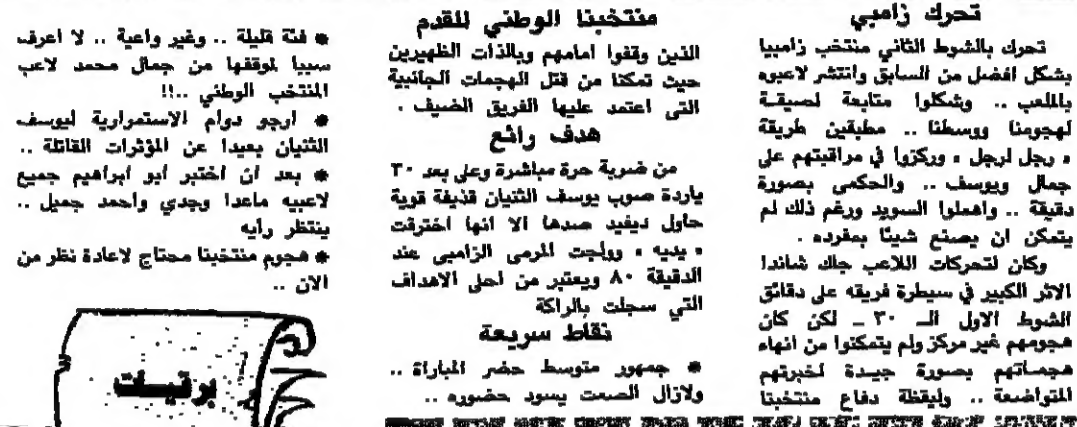 تحرك زامبي
تحرك بالشوط الثاني منتخب زامبيا
بشكل افضل من السابق وانتشر لاعبوه
بالملعب .. وشكلوا متابعة لصيقة
لهجومنا ووسطنا .. مطبقين طريقة
« رجل لرجل » وركزوا في مراقبتهم على
جمال ويوسف .. والحكمى بصورة
دقيقة .. واهملوا السويد ورغم ذلك لم
يتمكن ان يصنع شيئا بمفرده .
وكان لتحركات اللاعب جاك شاندا
الاثر الكبير في سيطرة فريقه على دقائق
الشوط الاول الـ ٣٠ ـ لكن كان
هجومهم غير مركز ولم يتمكنوا من انهاء
هجماتهم بصورة جيدة لخبرتهم
المتواضعة .. وليقظة دفاع منتخبنا
منتخبنا الوطني للقدم
الذين وقفوا امامهم وبالذات الظهيرين
حيث تمكنا من قتل الهجمات الجانبية
التى اعتمد عليها الفريق الضيف .
هدف رائع
من ضربة حرة مباشرة وعلى بعد ٣٠
ياردة صوب يوسف الثنيان قذيفة قوية
حاول ديفيد صدها الا انها اخترقت
« يديه » وولجت المرمى الزامبى عند
الدقيقة ٨٠ ويعتبر من احلى الاهداف
التي سجلت بالراكة
نقاط سريعة
* جمهور متوسط حضر المباراة ..
ولازال الصمت يسود حضوره ..
* فئة قليلة .. وغير واعية .. لا اعرف
سببا لموقفها من جمال محمد لاعب
المنتخب الوطني ..!!
* ارجو دوام الاستمرارية ليوسف
الثنيان بعيدا عن المؤثرات القاتلة ..
* بعد ان اختبر ابو ابراهيم جميع
لاعبيه ماعدا وجدي واحمد جميل ..
ينتظر رأيه
* هجوم منتخبنا محتاج لاعادة نظر من
الان ..
برقيات